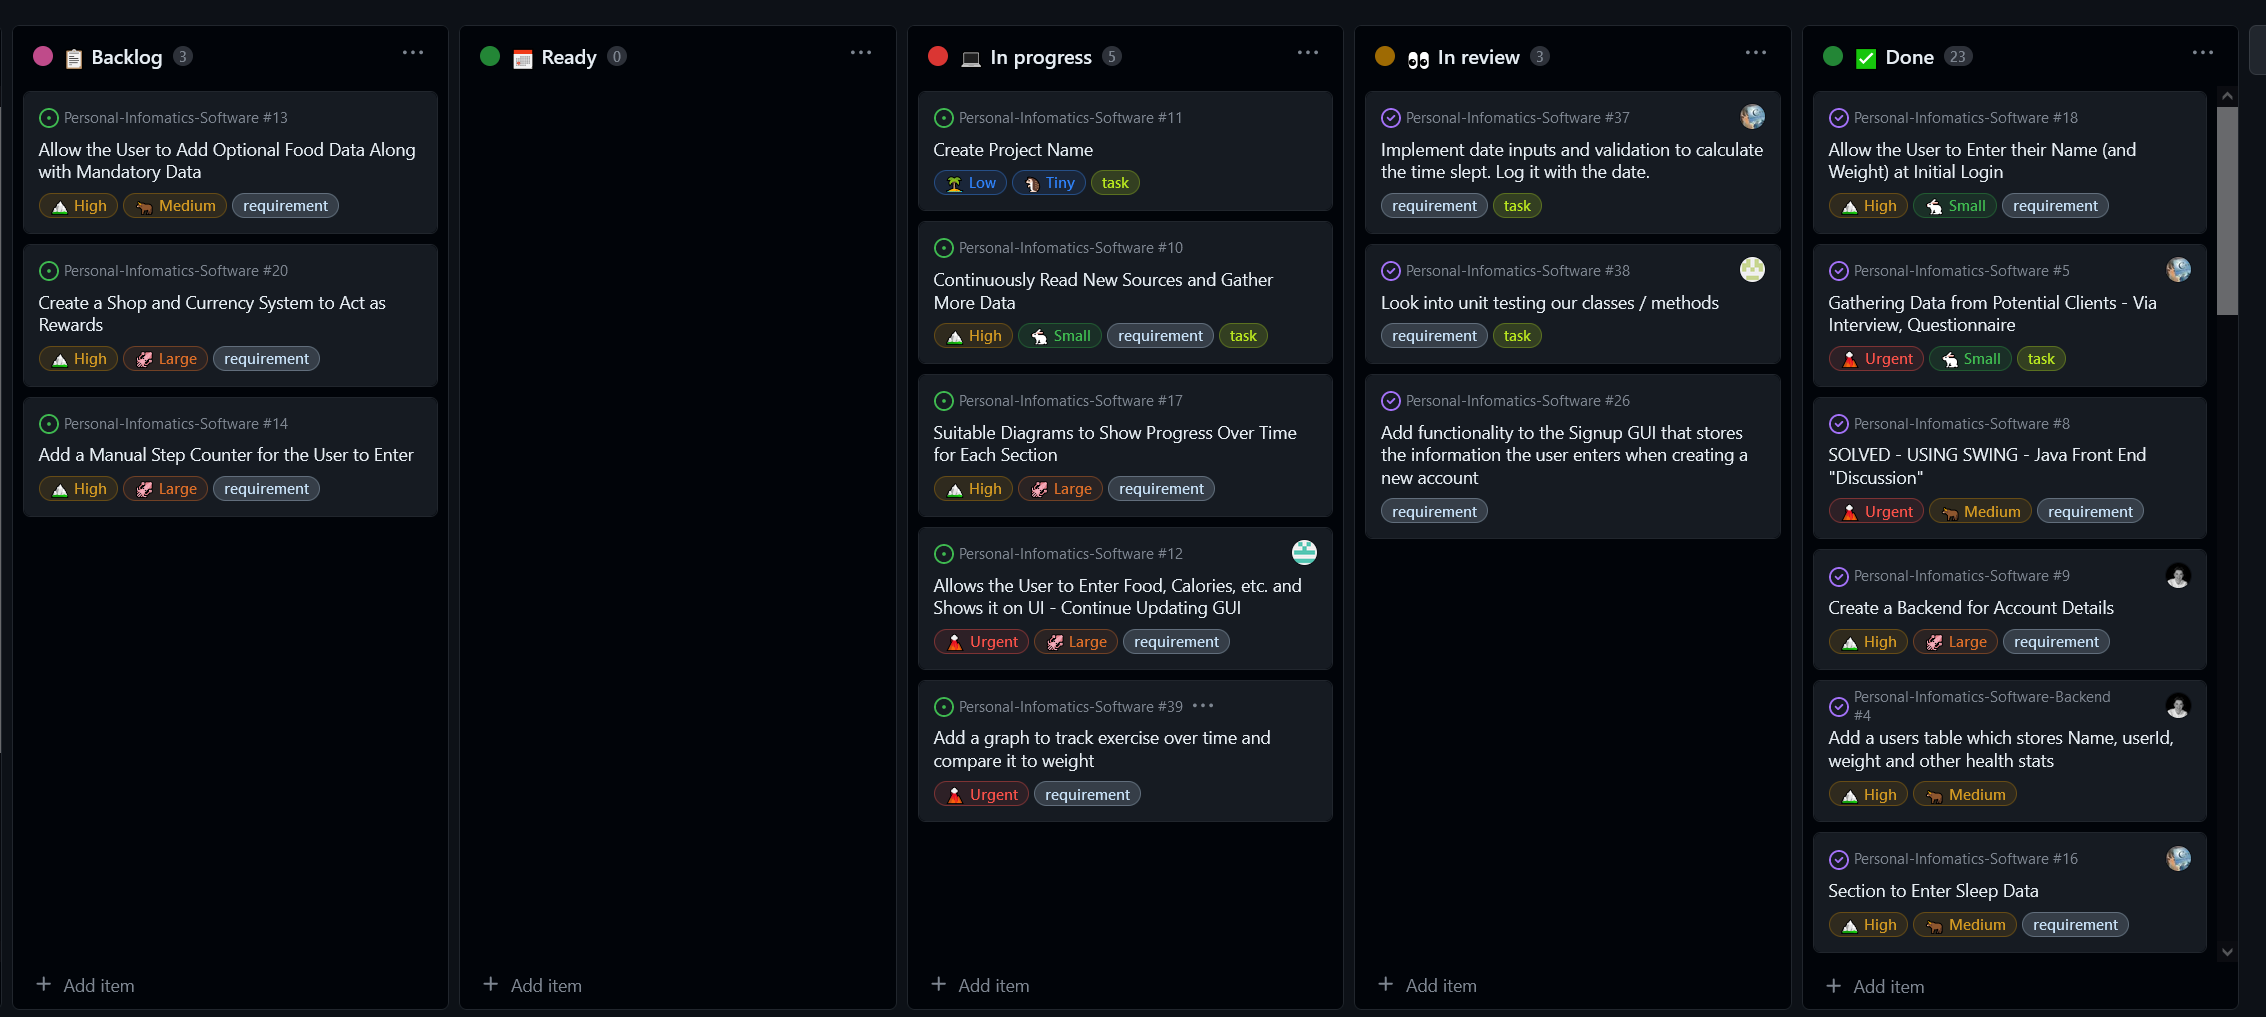 Backlog 3
Personal-Infomatics-Software #13
Allow the User to Add Optional Food Data Along
with Mandatory Data
High Medium requirement
Personal-Infomatics-Software #20
Create a Shop and Currency System to Act as
Rewards
High Large requirement
Personal-Infomatics-Software #14
Add a Manual Step Counter for the User to Enter
High Large requirement
Add item
Ready 0
Add item
In progress 5
Personal-Infomatics-Software #11
Create Project Name
Low Tiny task
Personal-Infomatics-Software #10
Continuously Read New Sources and Gather
More Data
High Small requirement task
Personal-Infomatics-Software #17
Suitable Diagrams to Show Progress Over Time
for Each Section
High Large requirement
Personal-Infomatics-Software #12
Allows the User to Enter Food, Calories, etc. and
Shows it on UI - Continue Updating GUI
Urgent Large requirement
Personal-Infomatics-Software #39
Add a graph to track exercise over time and
compare it to weight
Urgent requirement
Add item
In review 3
Personal-Infomatics-Software #37
Implement date inputs and validation to calculate
the time slept. Log it with the date.
requirement task
Personal-Infomatics-Software #38
Look into unit testing our classes / methods
requirement task
Personal-Infomatics-Software #26
Add functionality to the Signup GUI that stores
the information the user enters when creating a
new account
requirement
Add item
Done 23
Personal-Infomatics-Software #18
Allow the User to Enter their Name (and
Weight) at Initial Login
High Small requirement
Personal-Infomatics-Software #5
Gathering Data from Potential Clients - Via
Interview, Questionnaire
Urgent Small task
Personal-Infomatics-Software #8
SOLVED - USING SWING - Java Front End
"Discussion"
Urgent Medium requirement
Personal-Infomatics-Software #9
Create a Backend for Account Details
High Large requirement
Personal-Infomatics-Software-Backend
#4
Add a users table which stores Name, userId,
weight and other health stats
High Medium
Personal-Infomatics-Software #16
Section to Enter Sleep Data
High Medium requirement
Add item